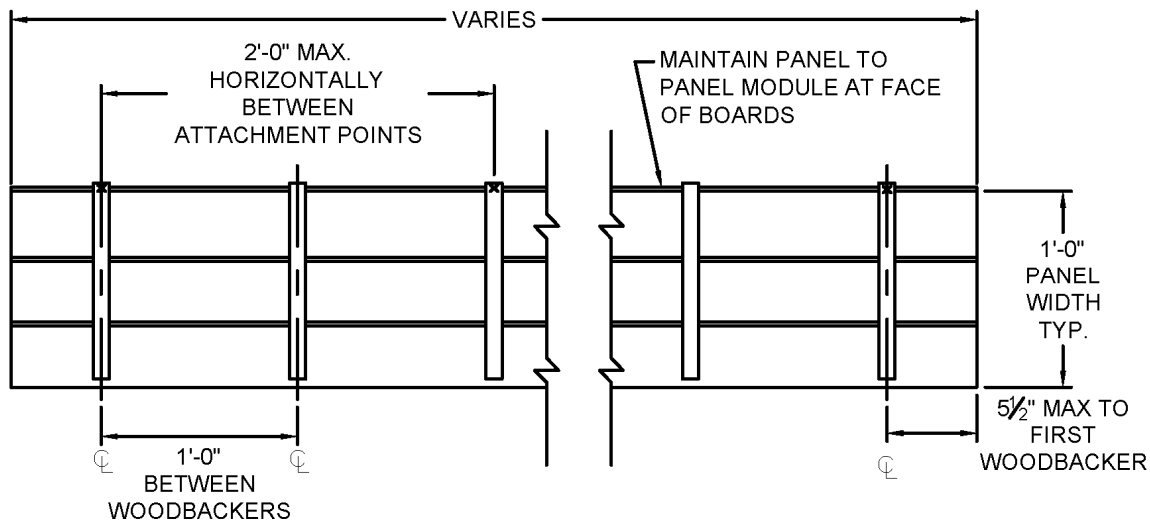 VARIES
2'-0" MAX.
HORIZONTALLY
BETWEEN
ATTACHMENT POINTS
MAINTAIN PANEL TO
PANEL MODULE AT FACE
OF BOARDS
1'-0"
PANEL
WIDTH
TYP.
5½" MAX TO
FIRST
WOODBACKER
℄
℄
℄
1'-0"
BETWEEN
WOODBACKERS